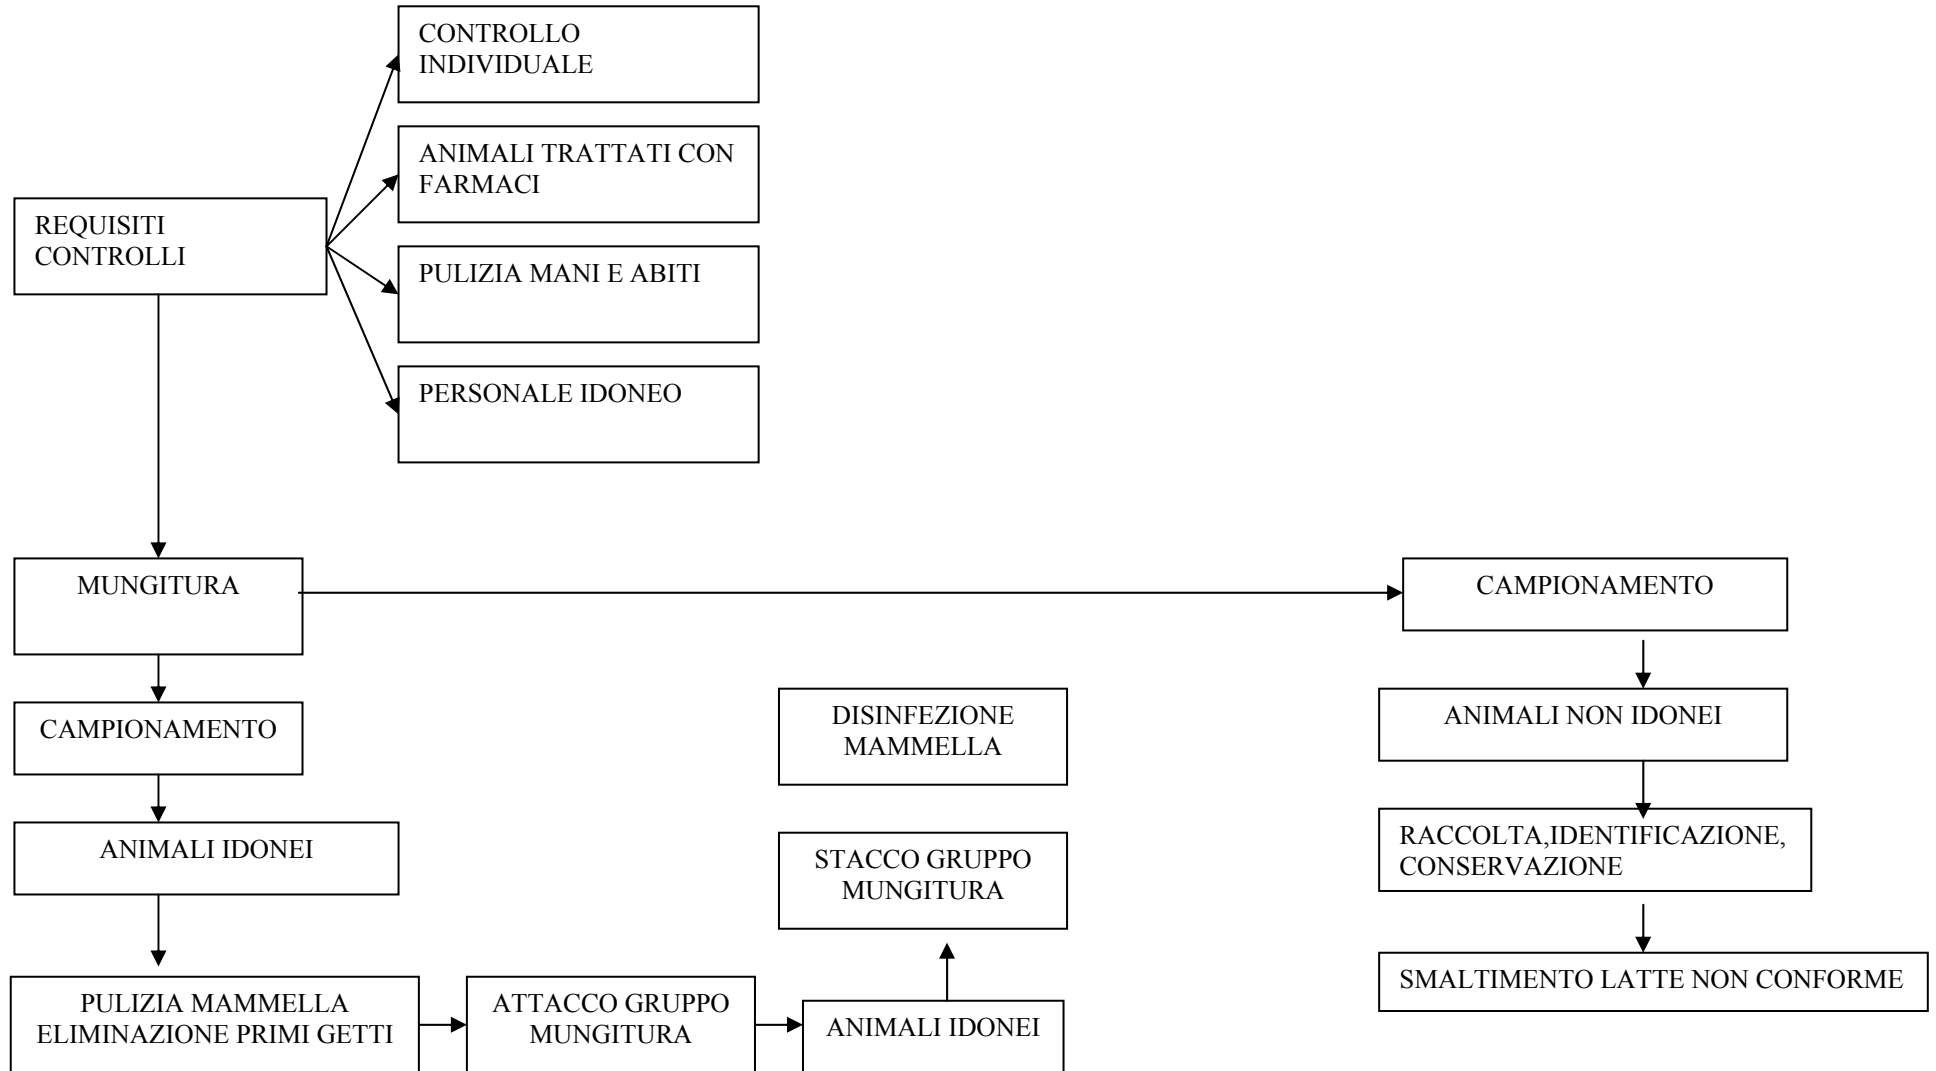 CONTROLLO
INDIVIDUALE
ANIMALI TRATTATI CON
FARMACI
REQUISITI
CONTROLLI
PULIZIA MANI E ABITI
PERSONALE IDONEO
MUNGITURA
CAMPIONAMENTO
CAMPIONAMENTO
ANIMALI IDONEI
PULIZIA MAMMELLA
ELIMINAZIONE PRIMI GETTI
ATTACCO GRUPPO
MUNGITURA
ANIMALI IDONEI
STACCO GRUPPO
MUNGITURA
DISINFEZIONE
MAMMELLA
ANIMALI NON IDONEI
RACCOLTA,IDENTIFICAZIONE,
CONSERVAZIONE
SMALTIMENTO LATTE NON CONFORME